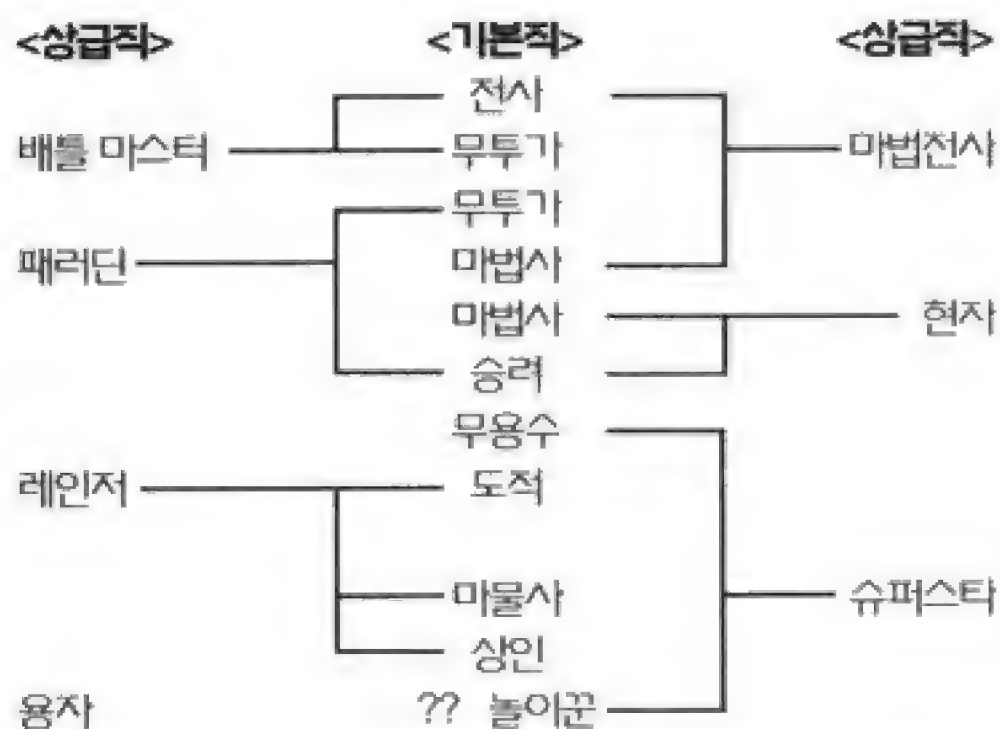 <상급직> <기본직> <상급직>
전사
배틀 마스터 무투가 마법전사
무투가
패러딘 마법사
마법사 현자
승려
무용수
레인저 도적
마물사 슈퍼스타
상인
용자 ?? 놀이꾼